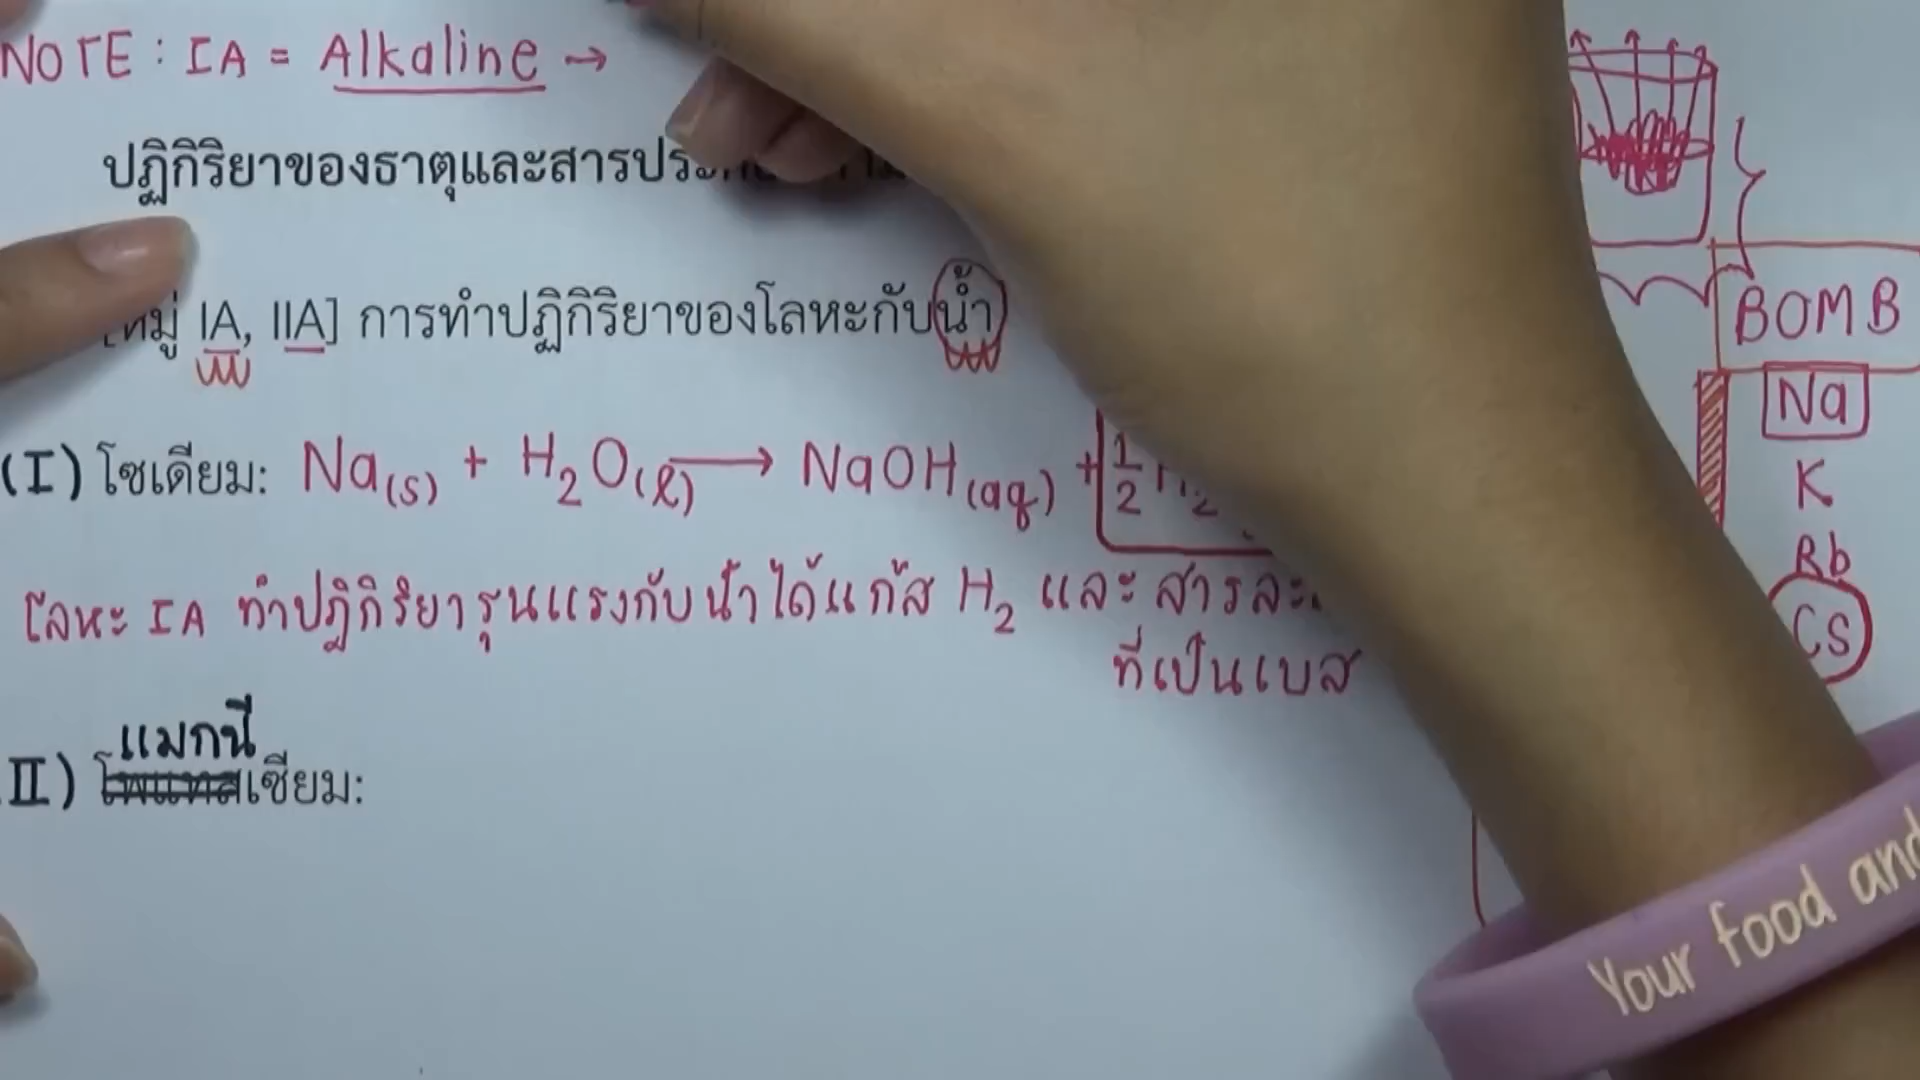 NOTE : IA = Alkaline →
ปฏิกิริยาของธาตุและสารประ
[หมู่ IA, IIA] การทำปฏิกิริยาของโลหะกับน้ำ
(I) โซเดียม: Na(s) + H₂O(l) → NaOH(aq) + 1/2 H₂
โลหะ IA ทำปฏิกิริยารุนแรงกับน้ำได้แก๊ส H₂ และ
ที่เป็นเบส
แมกนี
II) โพแทสเซียม:
BOMB
Na
K
Rb
Cs
Your food and